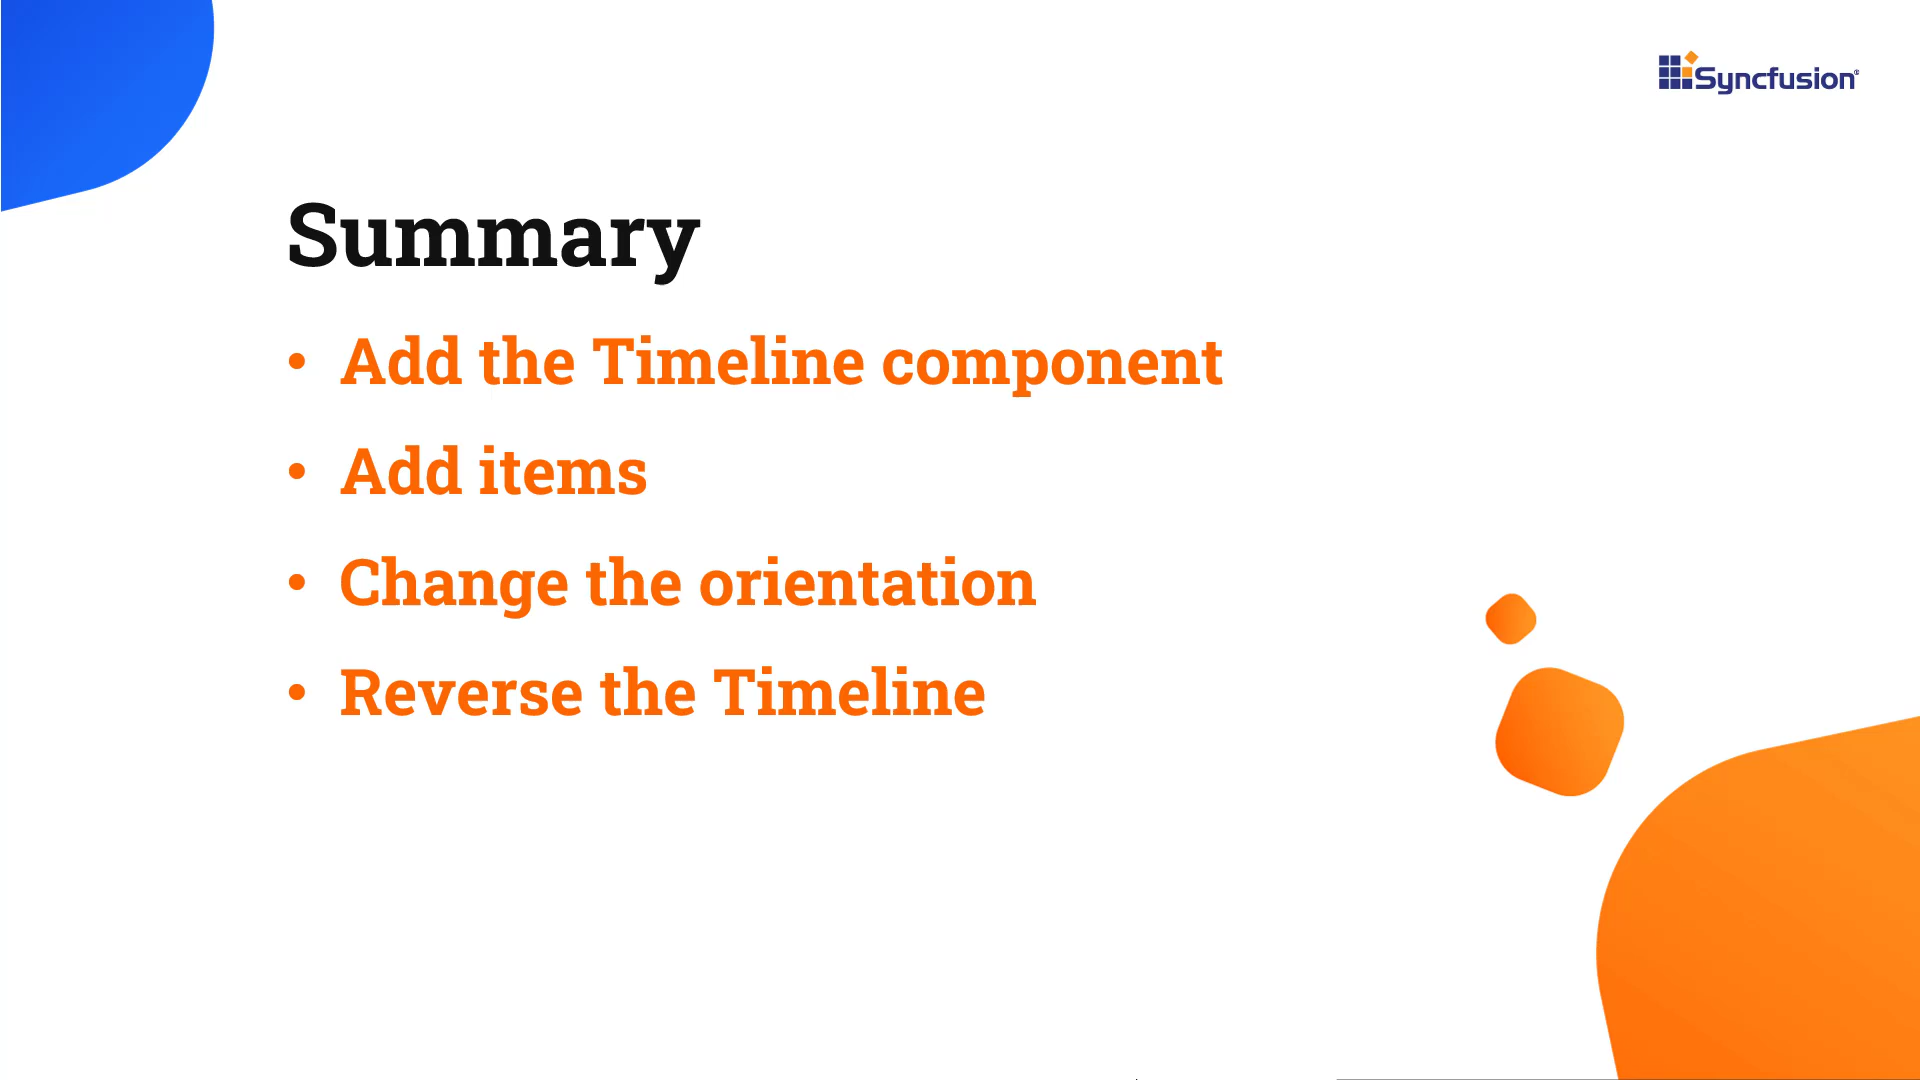 Syncfusion®
Summary
• Add the Timeline component
• Add items
• Change the orientation
• Reverse the Timeline